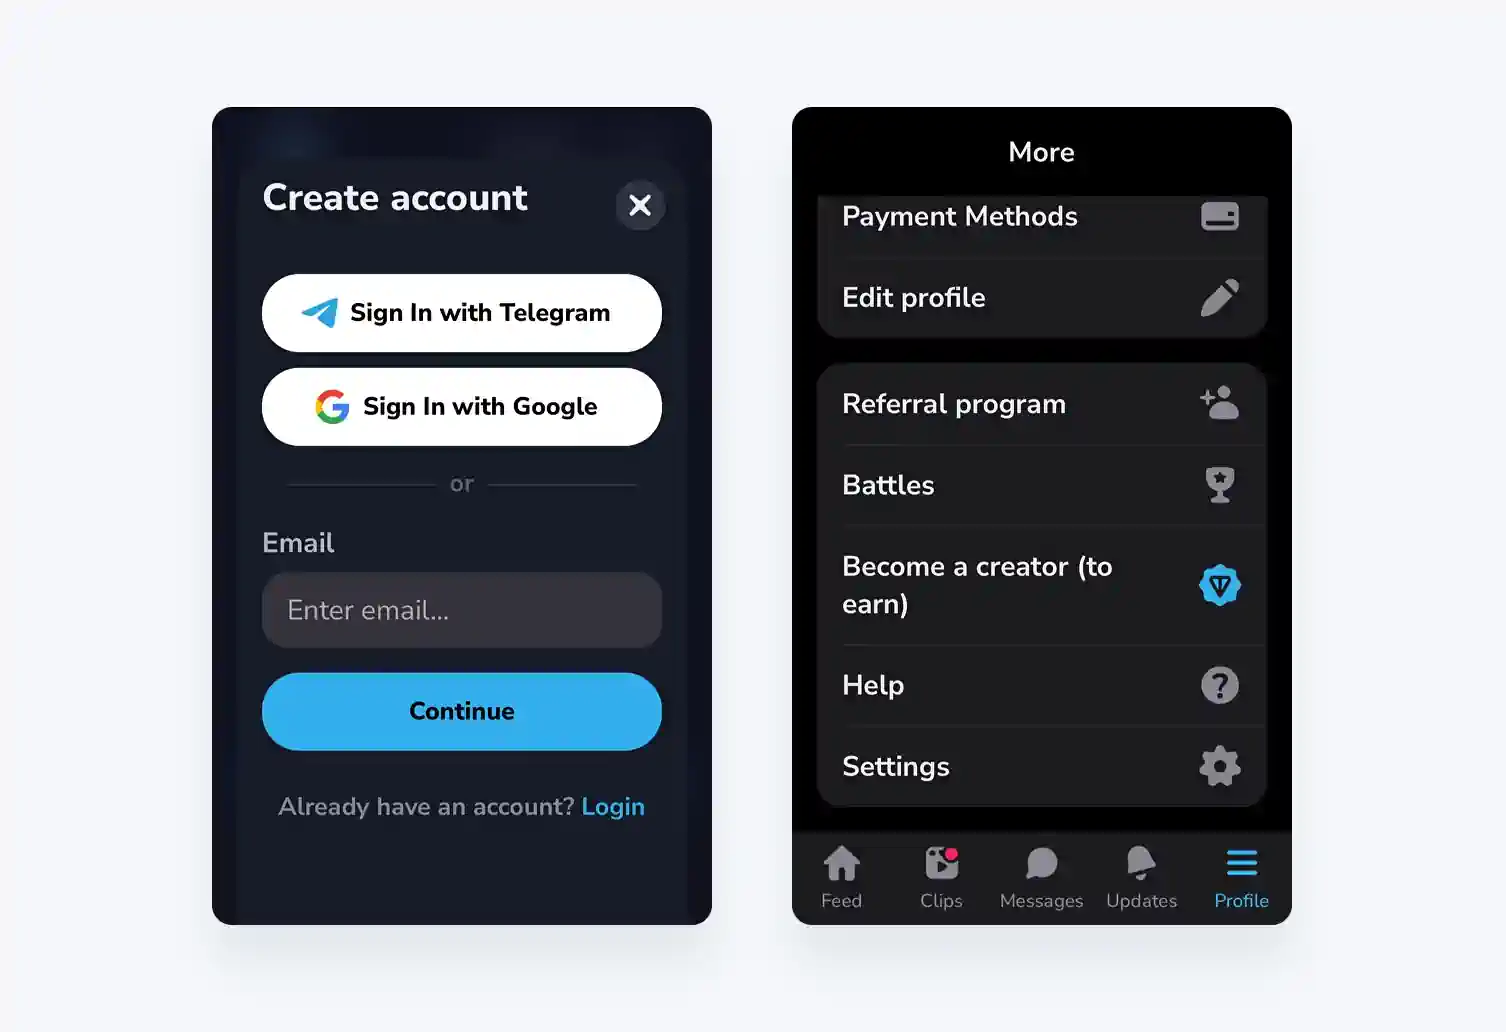 Create account
Sign In with Telegram
Sign In with Google
or
Email
Enter email...
Continue
Already have an account? Login
More
Payment Methods
Edit profile
Referral program
Battles
Become a creator (to
earn)
Help
Settings
Feed
Clips
Messages
Updates
Profile